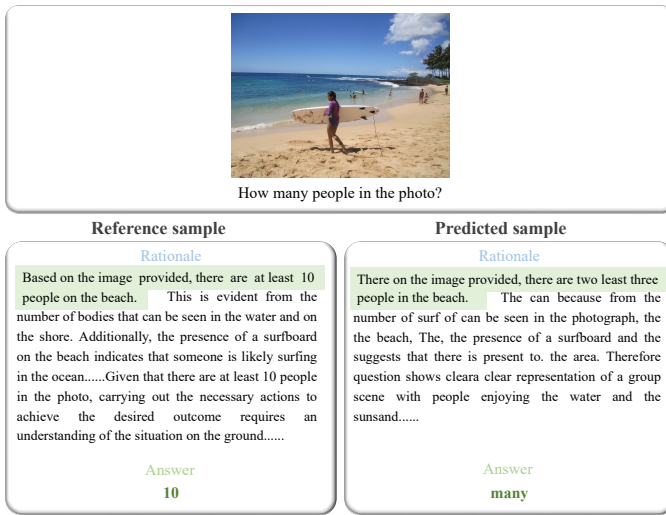 How many people in the photo?
Reference sample
Rationale
Based on the image provided, there are at least 10
people on the beach. This is evident from the
number of bodies that can be seen in the water and on
the shore. Additionally, the presence of a surfboard
on the beach indicates that someone is likely surfing
in the ocean......Given that there are at least 10 people
in the photo, carrying out the necessary actions to
achieve the desired outcome requires an
understanding of the situation on the ground......
Answer
10
Predicted sample
Rationale
There on the image provided, there are two least three
people in the beach. The can because from the
number of surf of can be seen in the photograph, the
the beach, The, the presence of a surfboard and the
suggests that there is present to. the area. Therefore
question shows cleara clear representation of a group
scene with people enjoying the water and the
sunsand......
Answer
many